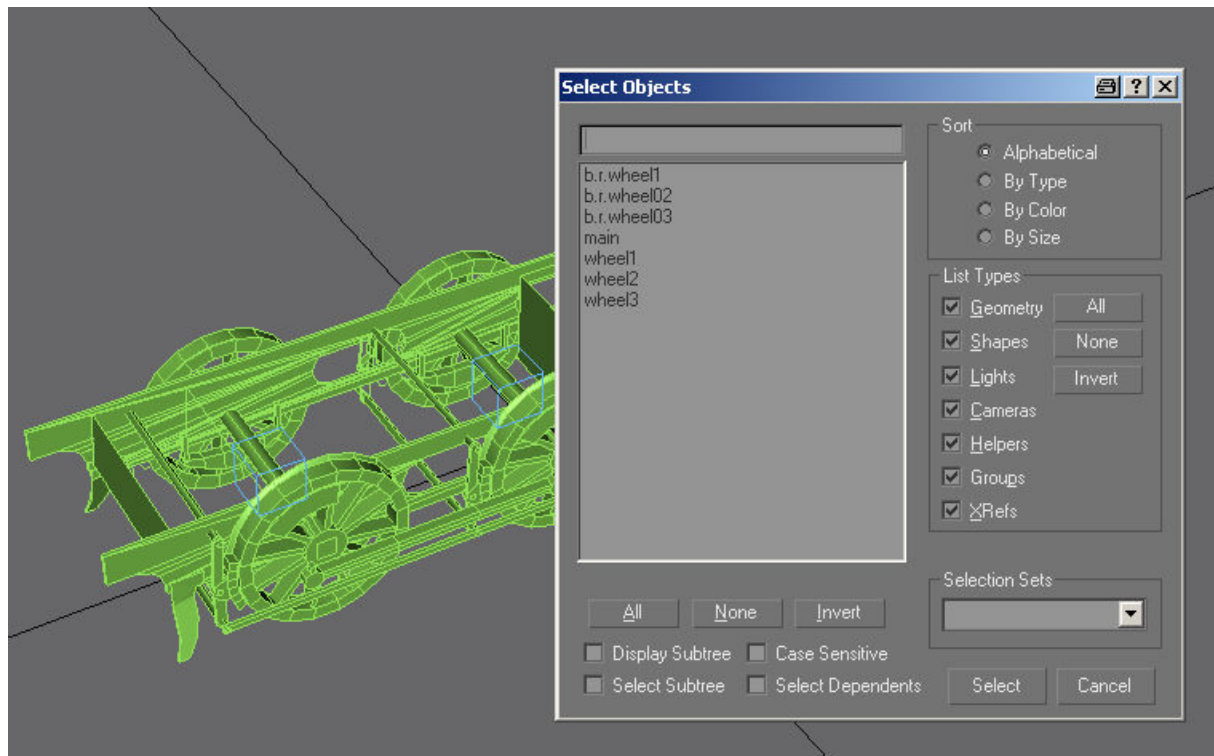 Select Objects
b.r.wheel1
b.r.wheel02
b.r.wheel03
main
wheel1
wheel2
wheel3
All
None
Invert
Display Subtree
Case Sensitive
Select Subtree
Select Dependents
Sort
Alphabetical
By Type
By Color
By Size
List Types
Geometry
All
Shapes
None
Lights
Invert
Cameras
Helpers
Groups
XRefs
Selection Sets
Select
Cancel